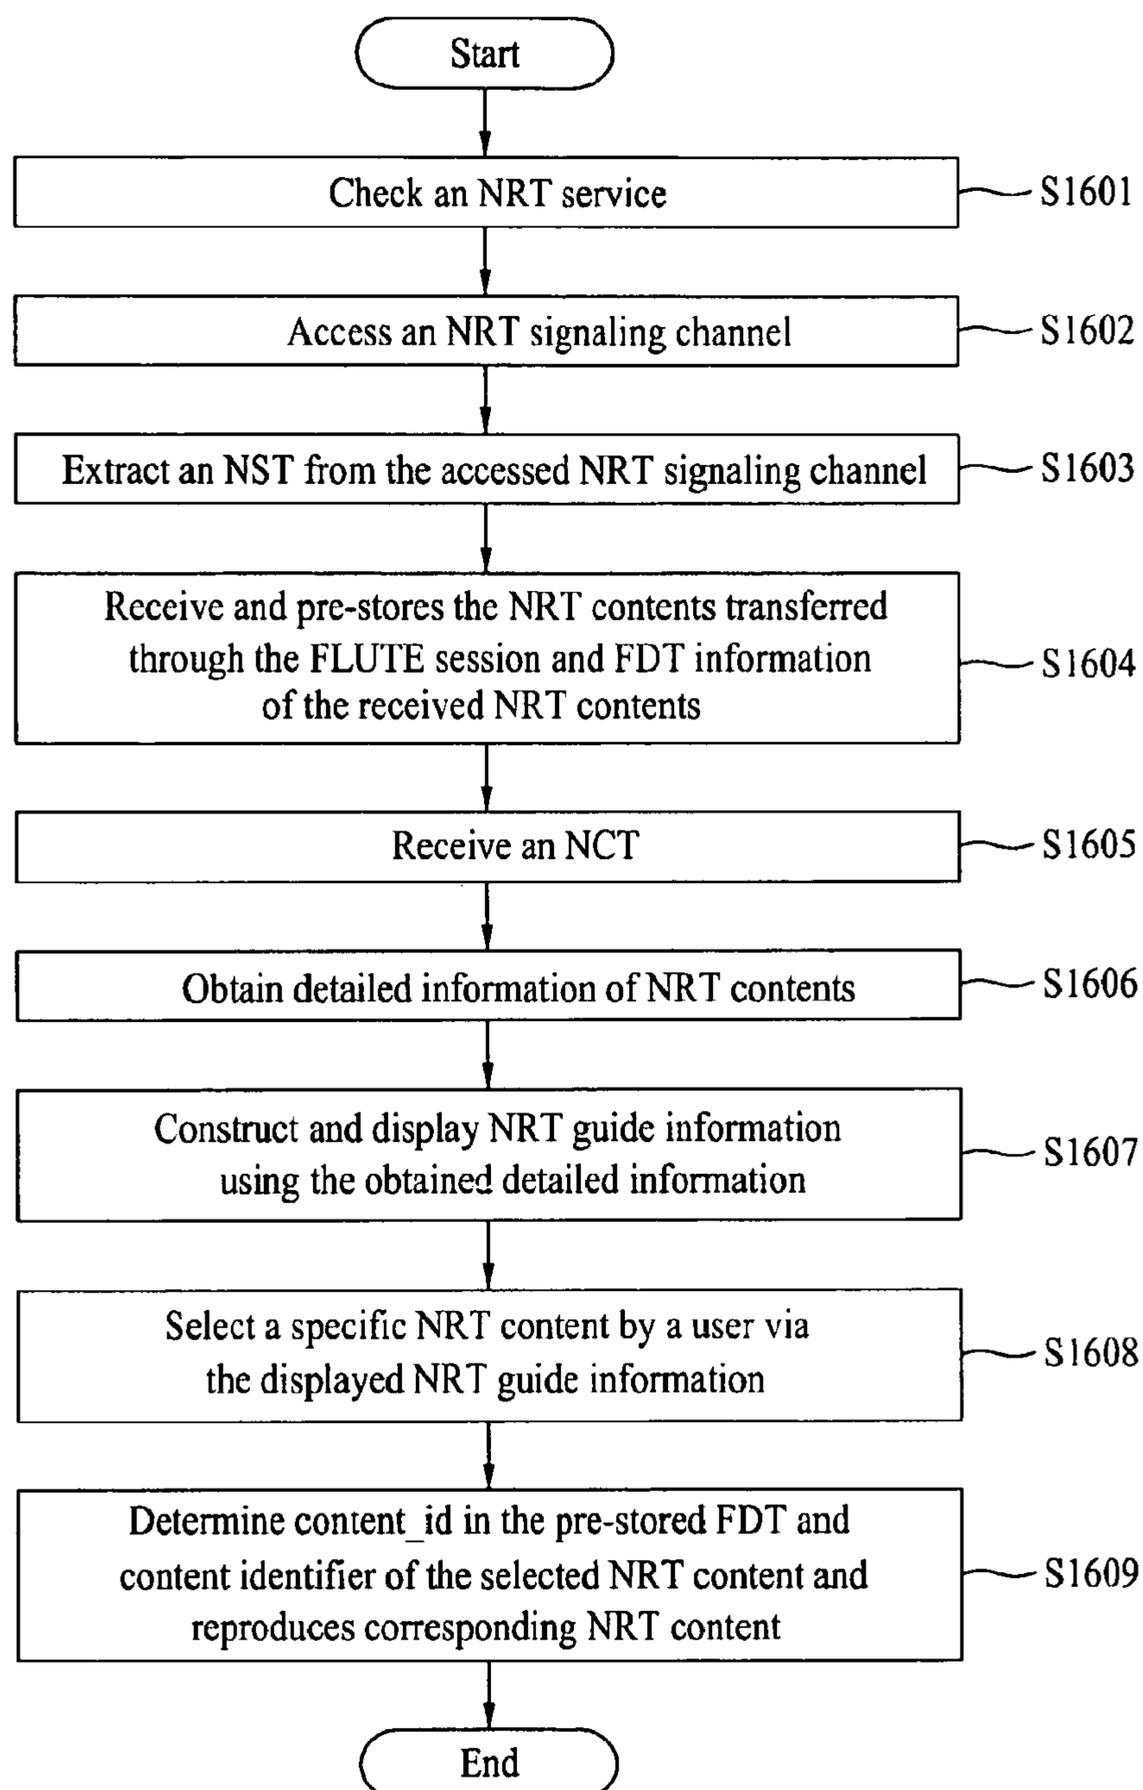 Start
Check an NRT service
S1601
Access an NRT signaling channel
S1602
Extract an NST from the accessed NRT signaling channel
S1603
Receive and pre-stores the NRT contents transferred
through the FLUTE session and FDT information
of the received NRT contents
S1604
Receive an NCT
S1605
Obtain detailed information of NRT contents
S1606
Construct and display NRT guide information
using the obtained detailed information
S1607
Select a specific NRT content by a user via
the displayed NRT guide information
S1608
Determine content_id in the pre-stored FDT and
content identifier of the selected NRT content and
reproduces corresponding NRT content
S1609
End